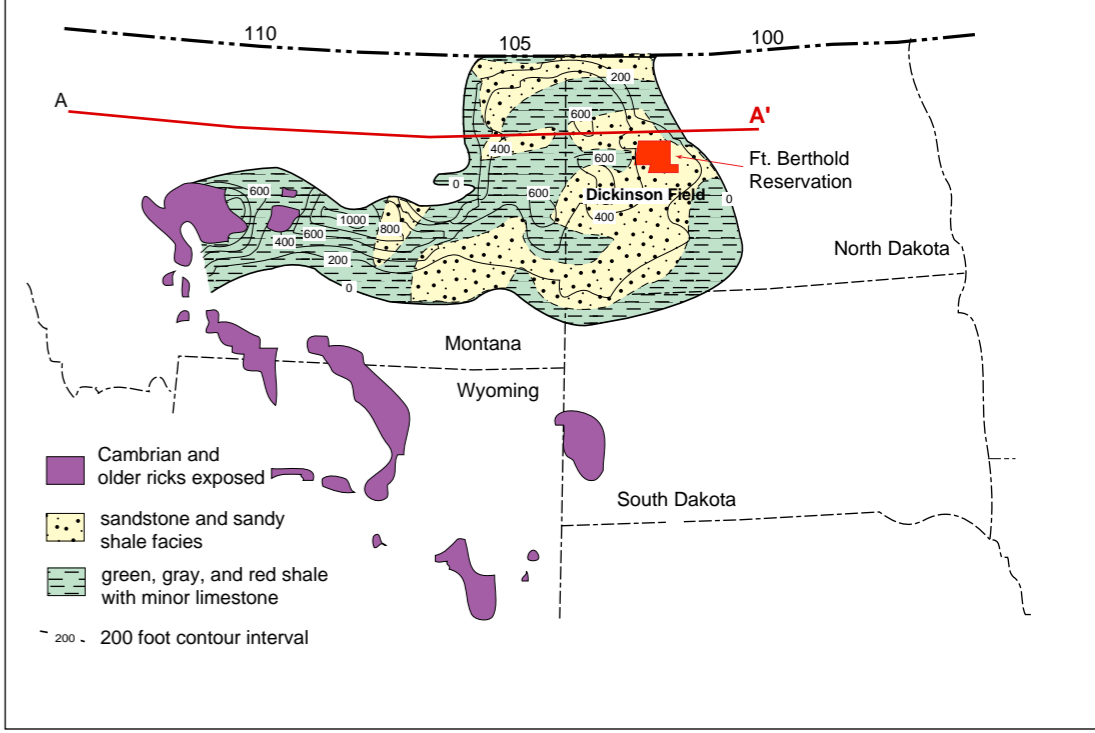 110
105
100
A
A'
200
600
400
600
0
600
0
Ft. Berthold
Reservation
Dickinson Field
400
600
1000
800
600
400
200
0
North Dakota
Montana
Wyoming
South Dakota
Cambrian and
older ricks exposed
sandstone and sandy
shale facies
green, gray, and red shale
with minor limestone
200 200 foot contour interval